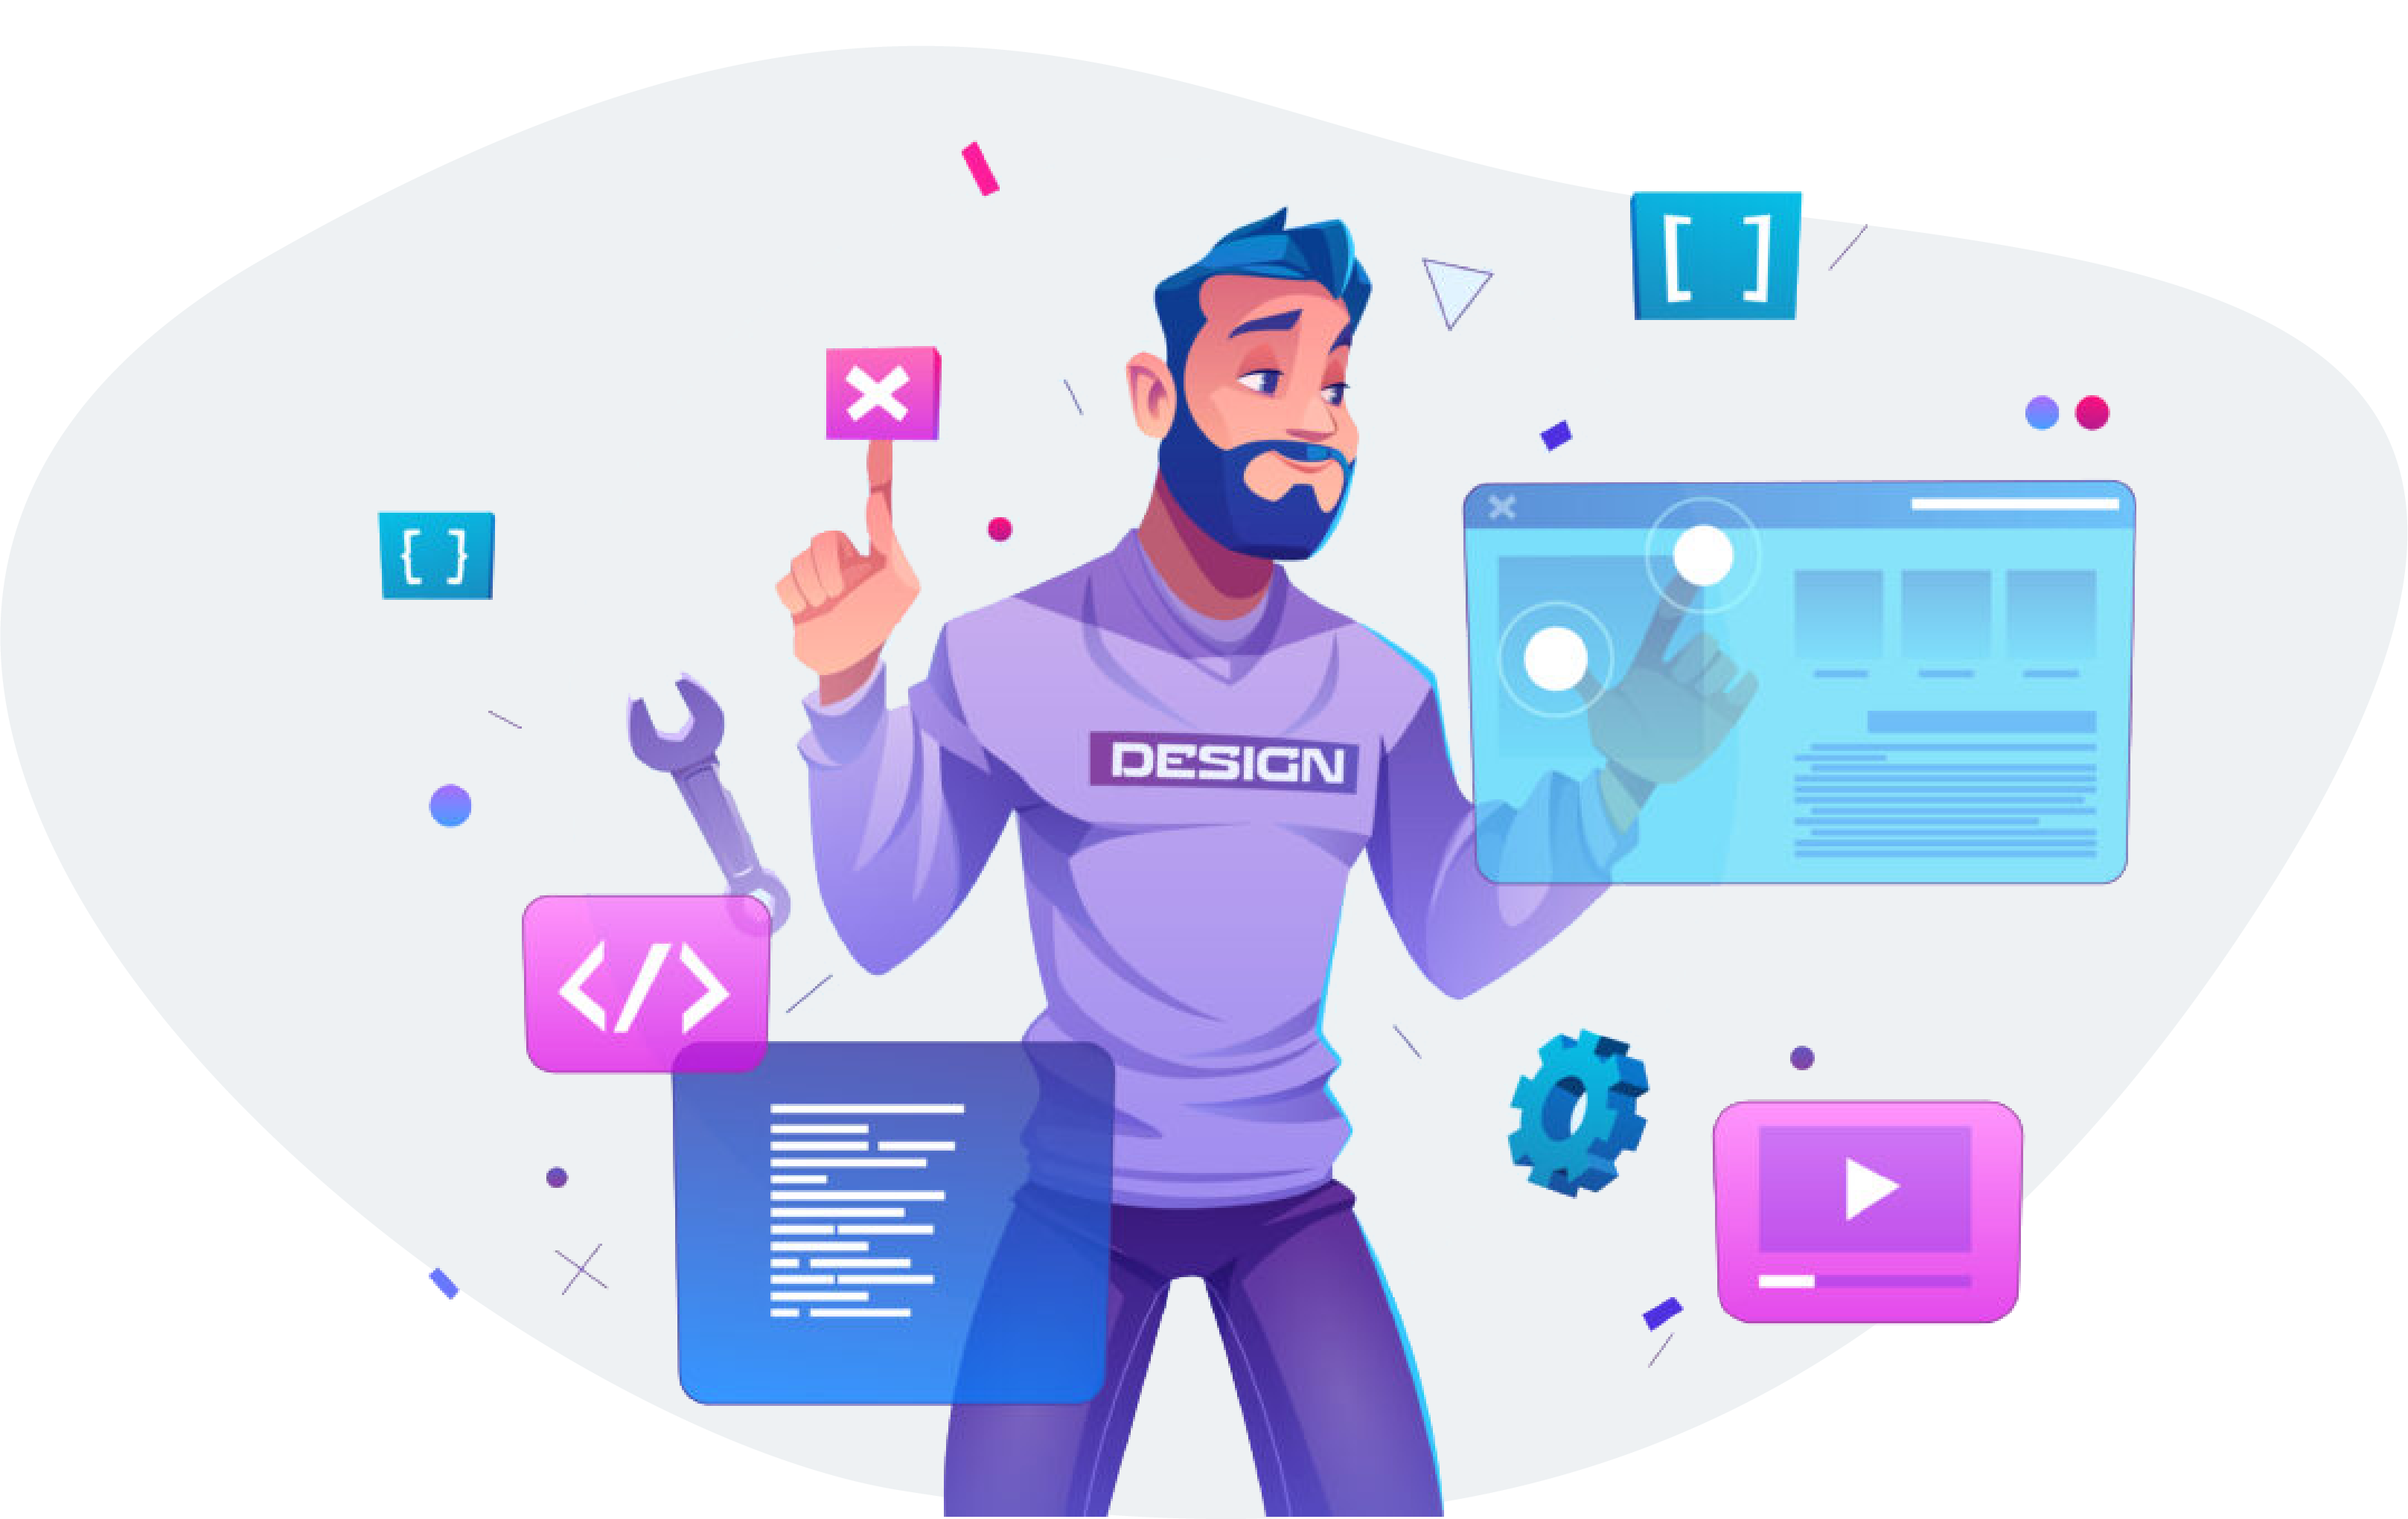 [ ]
{ }
DESIGN
</>